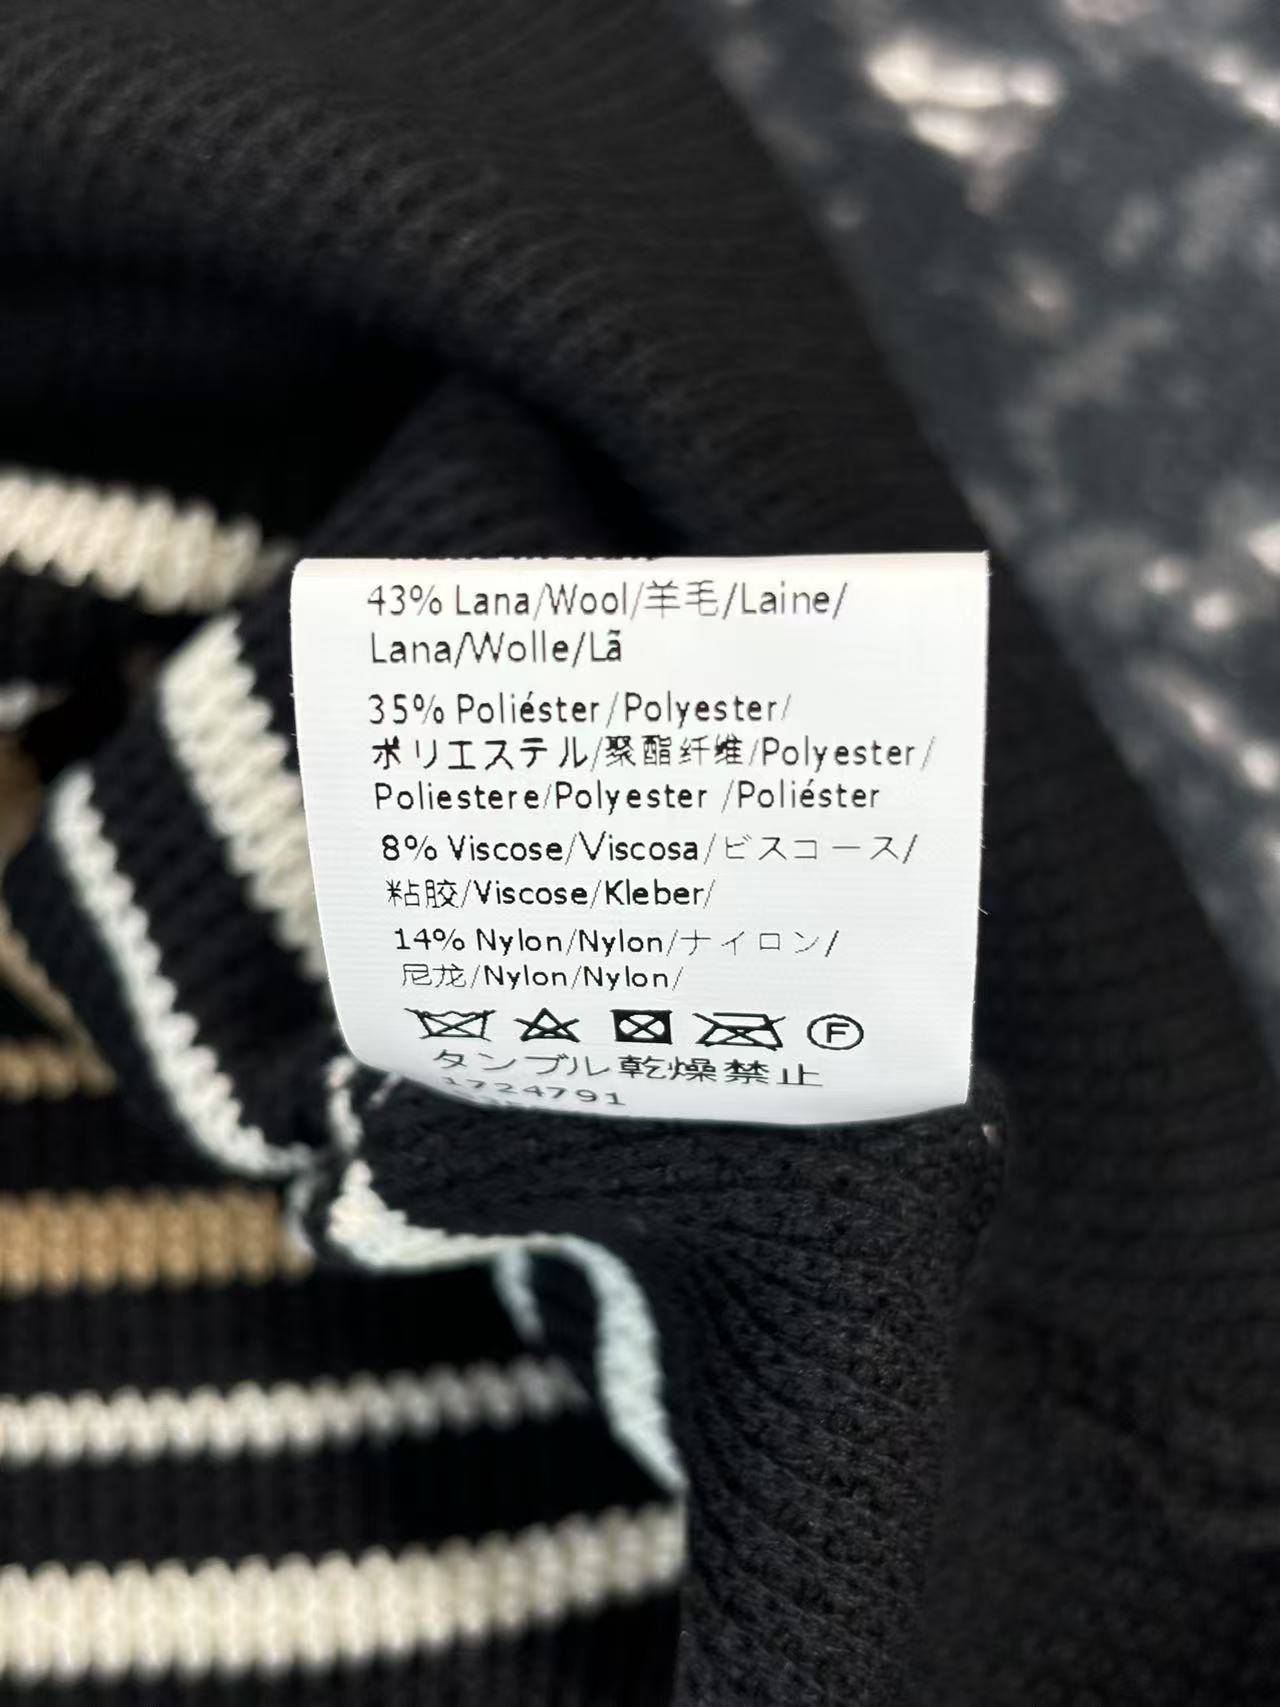 43% Lana/Wool/羊毛/Laine/
Lana/Wolle/Lã
35% Poliéster/Polyester/
ポリエステル/聚酯纤维/Polyester/
Poliestere/Polyester /Poliéster
8% Viscose/Viscosa/ビスコース/
粘胶/Viscose/Kleber/
14% Nylon/Nylon/ナイロン/
尼龙/Nylon/Nylon/
F
タンブル乾燥禁止
1724791